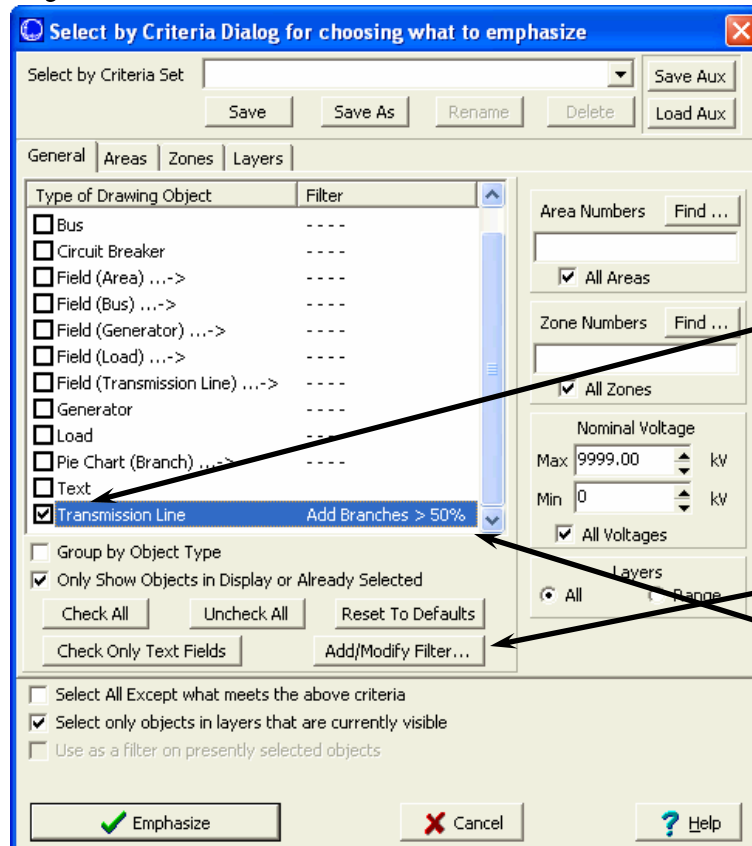 Select by Criteria Dialog for choosing what to emphasize
Select by Criteria Set
Save Aux
Save
Save As
Rename
Delete
Load Aux
General
Areas
Zones
Layers
Type of Drawing Object
Filter
Bus
- - - -
Circuit Breaker
- - - -
Field (Area) ...->
- - - -
Field (Bus) ...->
- - - -
Field (Generator) ...->
- - - -
Field (Load) ...->
- - - -
Field (Transmission Line) ...->
- - - -
Generator
- - - -
Load
- - - -
Pie Chart (Branch) ...->
- - - -
Text
Transmission Line
Add Branches > 50%
Group by Object Type
Only Show Objects in Display or Already Selected
Check All
Uncheck All
Reset To Defaults
Check Only Text Fields
Add/Modify Filter...
Area Numbers
Find ...
All Areas
Zone Numbers
Find ...
All Zones
Nominal Voltage
Max
9999.00
kV
Min
0
kV
All Voltages
Layers
All
Range
Select All Except what meets the above criteria
Select only objects in layers that are currently visible
Use as a filter on presently selected objects
Emphasize
Cancel
Help